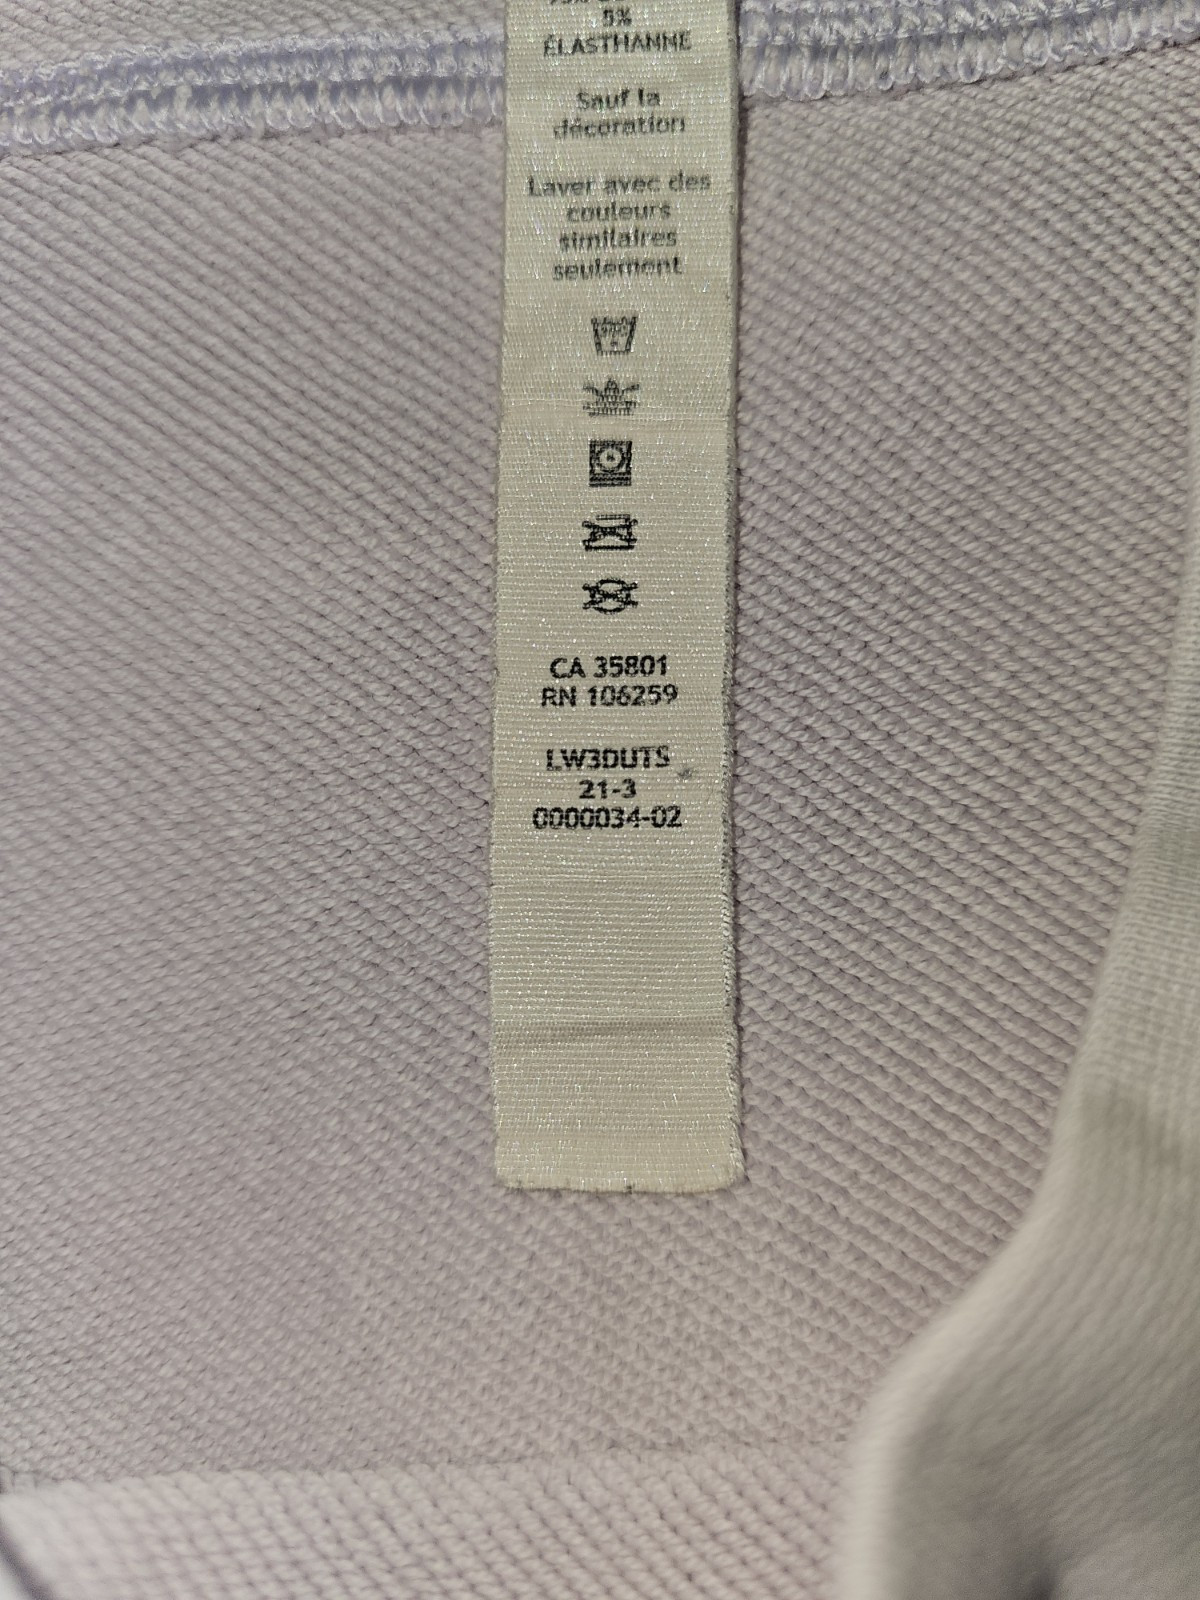 5%
ÉLASTHANNE
Sauf la
décoration
Laver avec des
couleurs
similaires
seulement
CA 35801
RN 106259
LW3DUTS
21-3
0000034-02